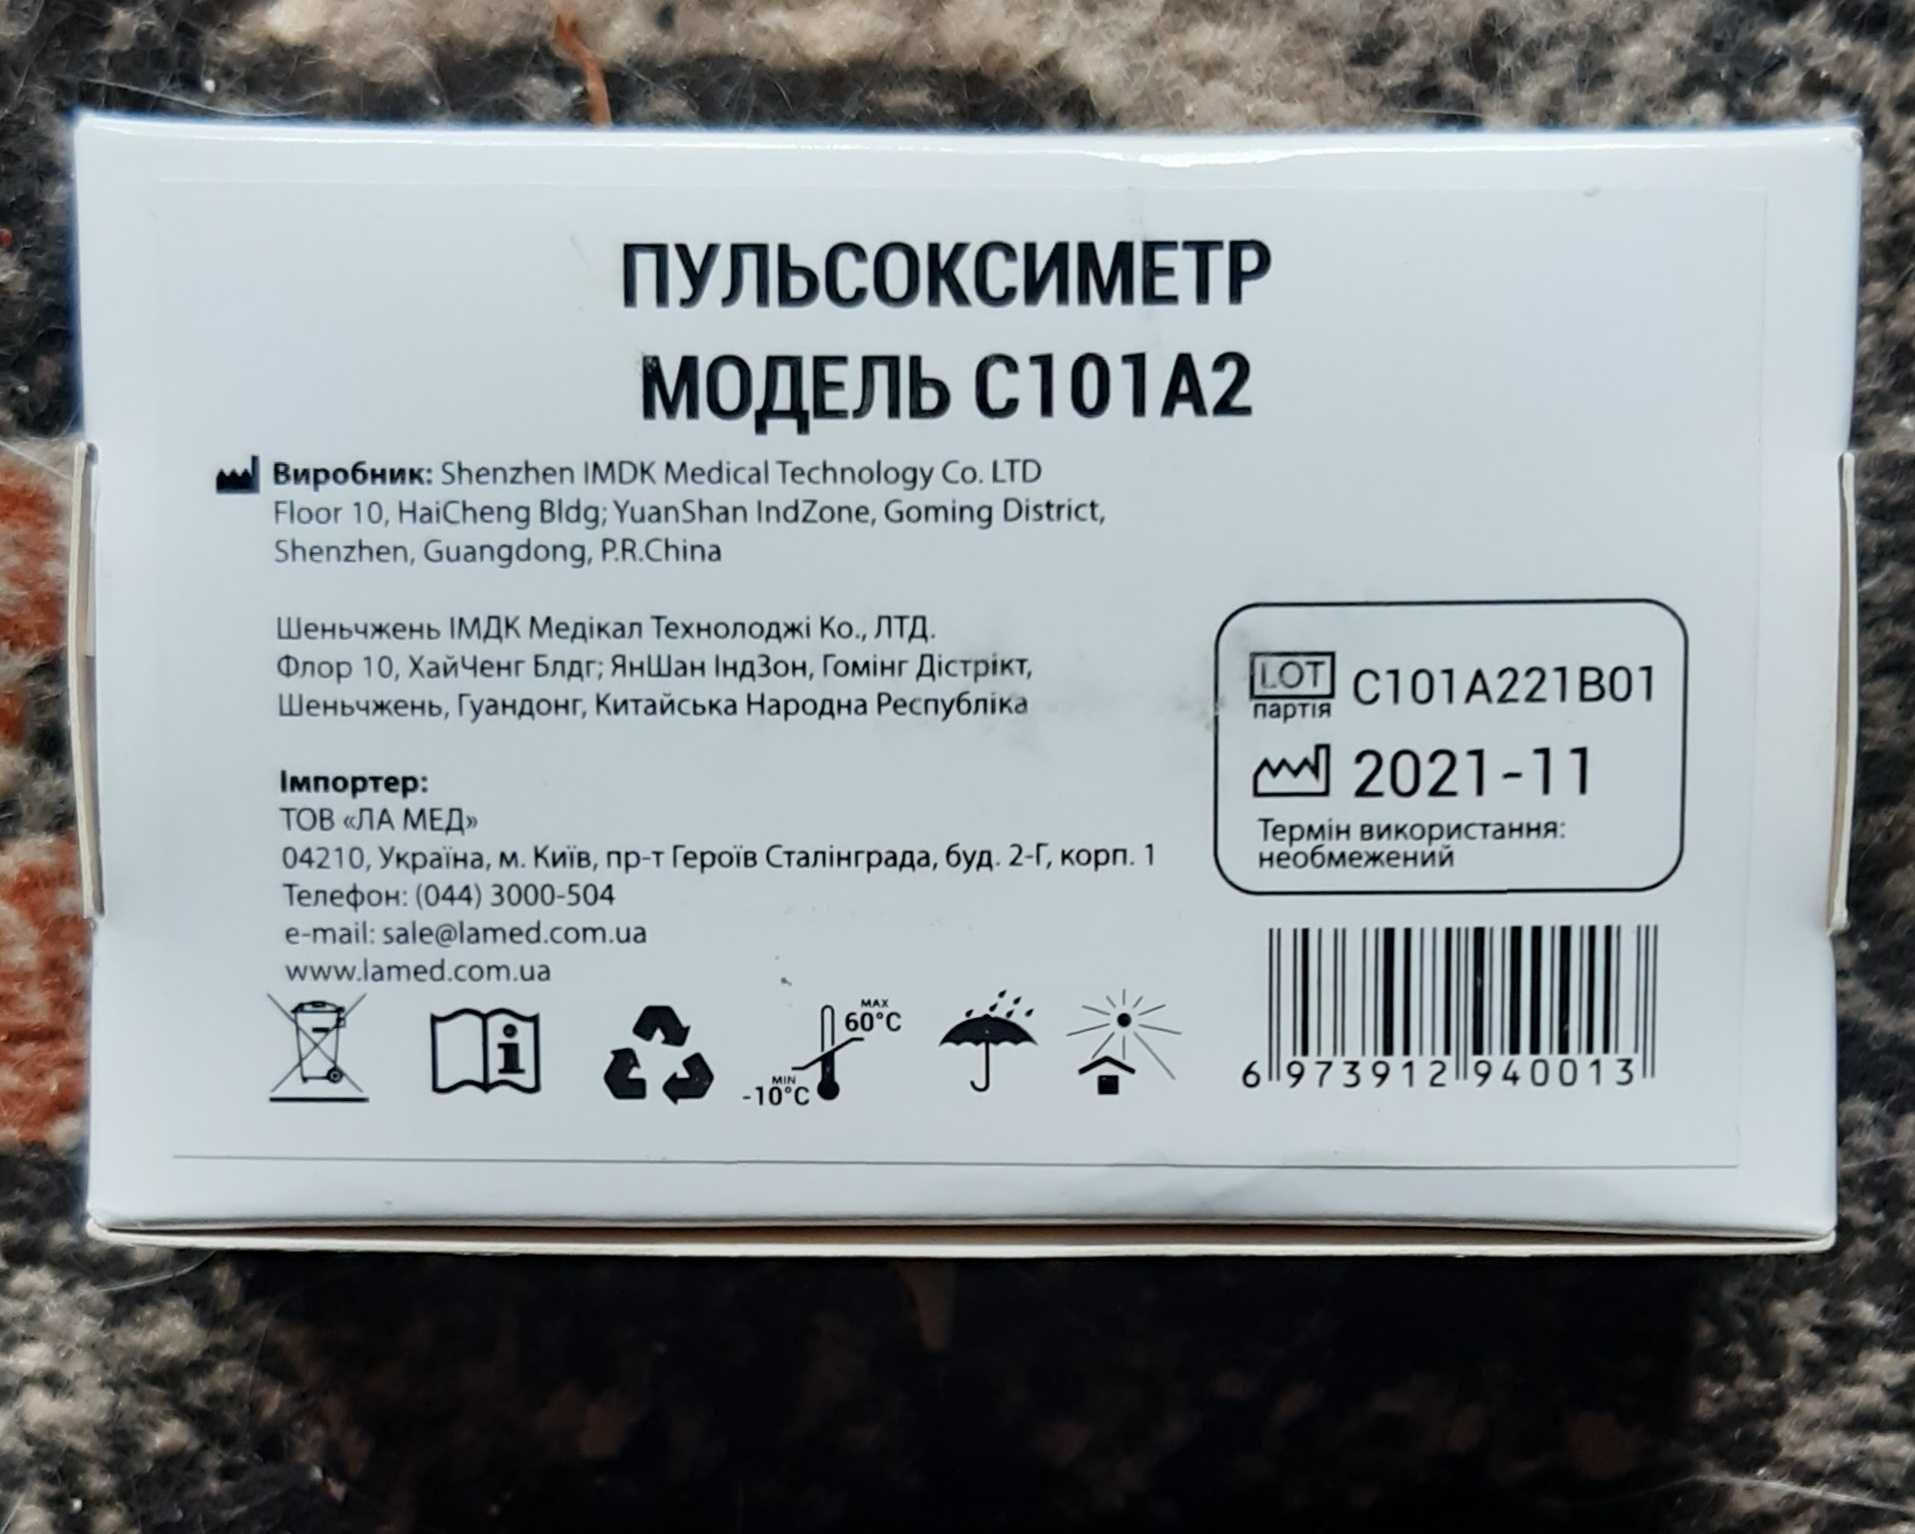 ПУЛЬСОКСИМЕТР
МОДЕЛЬ C101A2
Виробник: Shenzhen IMDK Medical Technology Co. LTD
Floor 10, HaiCheng Bldg; YuanShan IndZone, Goming District,
Shenzhen, Guangdong, P.R.China
Шеньчжень ІМДК Медікал Технолоджі Ко., ЛТД.
Флор 10, ХайЧенг Блдг; ЯнШан ІндЗон, Гомінг Дістрікт,
Шеньчжень, Гуандонг, Китайська Народна Республіка
Імпортер:
ТОВ «ЛА МЕД»
04210, Україна, м. Київ, пр-т Героїв Сталінграда, буд. 2-Г, корп. 1
Телефон: (044) 3000-504
e-mail: sale@lamed.com.ua
www.lamed.com.ua
LOT C101A221B01
партія
2021-11
Термін використання:
необмежений
MAX
60°C
MIN
-10°C
6 973912 940013